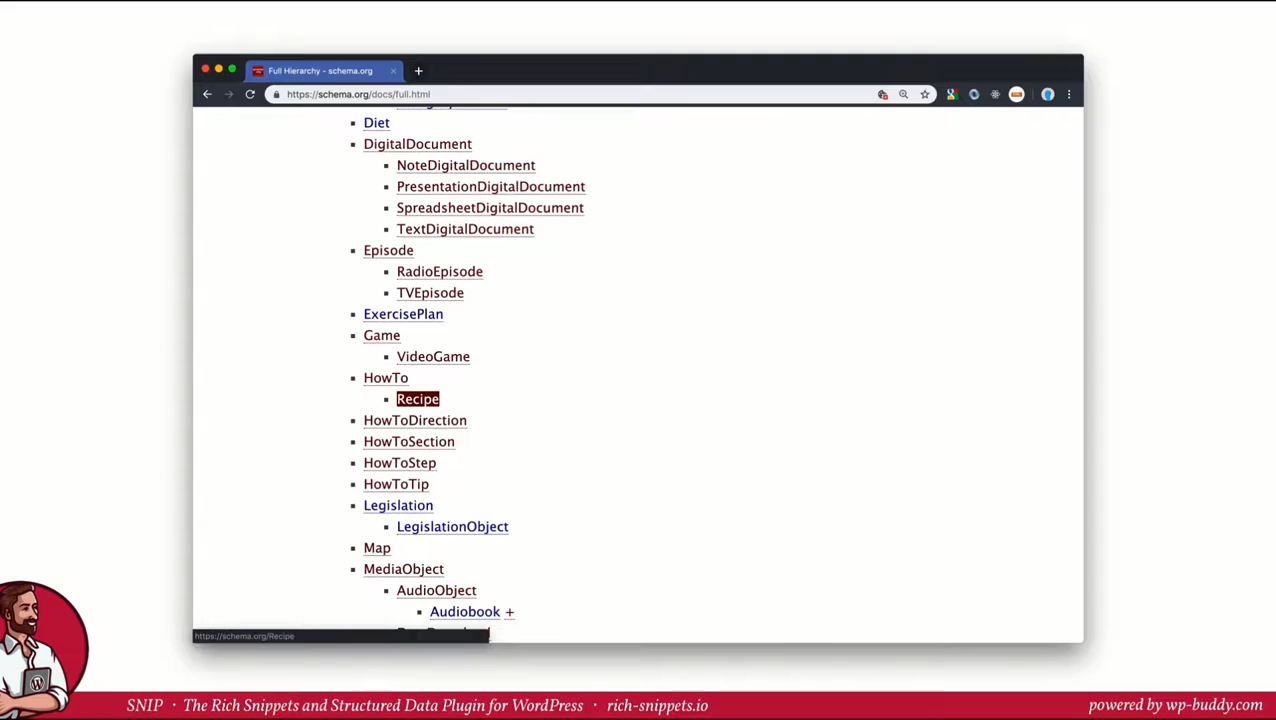 Full Hierarchy - schema.org
https://schema.org/docs/full.html
Diet
DigitalDocument
NoteDigitalDocument
PresentationDigitalDocument
SpreadsheetDigitalDocument
TextDigitalDocument
Episode
RadioEpisode
TVEpisode
ExercisePlan
Game
VideoGame
HowTo
Recipe
HowToDirection
HowToSection
HowToStep
HowToTip
Legislation
LegislationObject
Map
MediaObject
AudioObject
Audiobook +
https://schema.org/Recipe
SNIP · The Rich Snippets and Structured Data Plugin for WordPress · rich-snippets.io
powered by wp-buddy.com